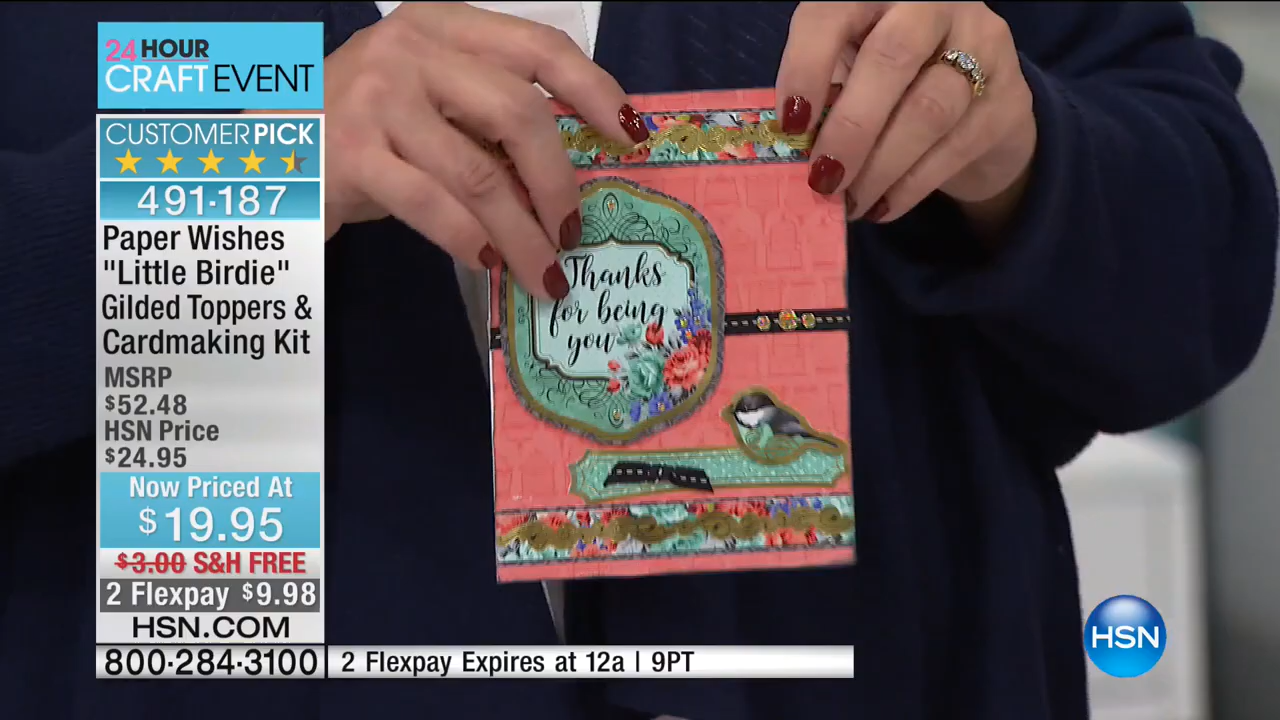 24 HOUR
CRAFT EVENT
CUSTOMER PICK
491-187
Paper Wishes
"Little Birdie"
Gilded Toppers &
Cardmaking Kit
MSRP
$52.48
HSN Price
$24.95
Now Priced At
$19.95
$3.00 S&H FREE
2 Flexpay $9.98
HSN.COM
800-284-3100
2 Flexpay Expires at 12a | 9PT
Thanks
for being
you
HSN